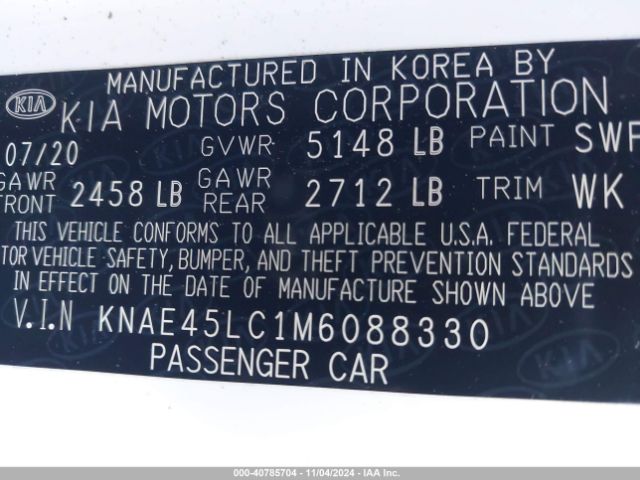 MANUFACTURED IN KOREA BY
KIA KIA MOTORS CORPORATION
07/20 GVWR 5148 LB PAINT SWP
GAWR FRONT 2458 LB GAWR REAR 2712 LB TRIM WK
THIS VEHICLE CONFORMS TO ALL APPLICABLE U.S.A. FEDERAL
TOR VEHICLE SAFETY, BUMPER, AND THEFT PREVENTION STANDARDS
IN EFFECT ON THE DATE OF MANUFACTURE SHOWN ABOVE
V.I.N KNAE45LC1M6088330
PASSENGER CAR
000-40785704 - 11/04/2024 - IAA Inc.